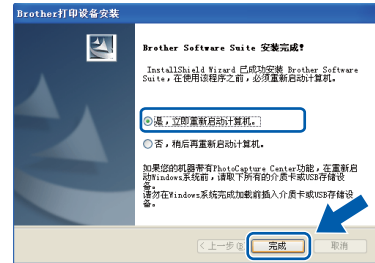 Brother打印设备安装
Brother Software Suite 安装完成!
InstallShield Wizard 已成功安装 Brother Software
Suite,在使用该程序之前,必须重新启动计算机。
是,立即重新启动计算机。
否,稍后再重新启动计算机。
如果您的机器带有PhotoCapture Center功能,在重新启
动Windows系统前,请取下所有的介质卡或USB存储设
备。
请勿在Windows系统完成加载前插入介质卡或USB存储设
备。
< 上一步(B)
完成
取消